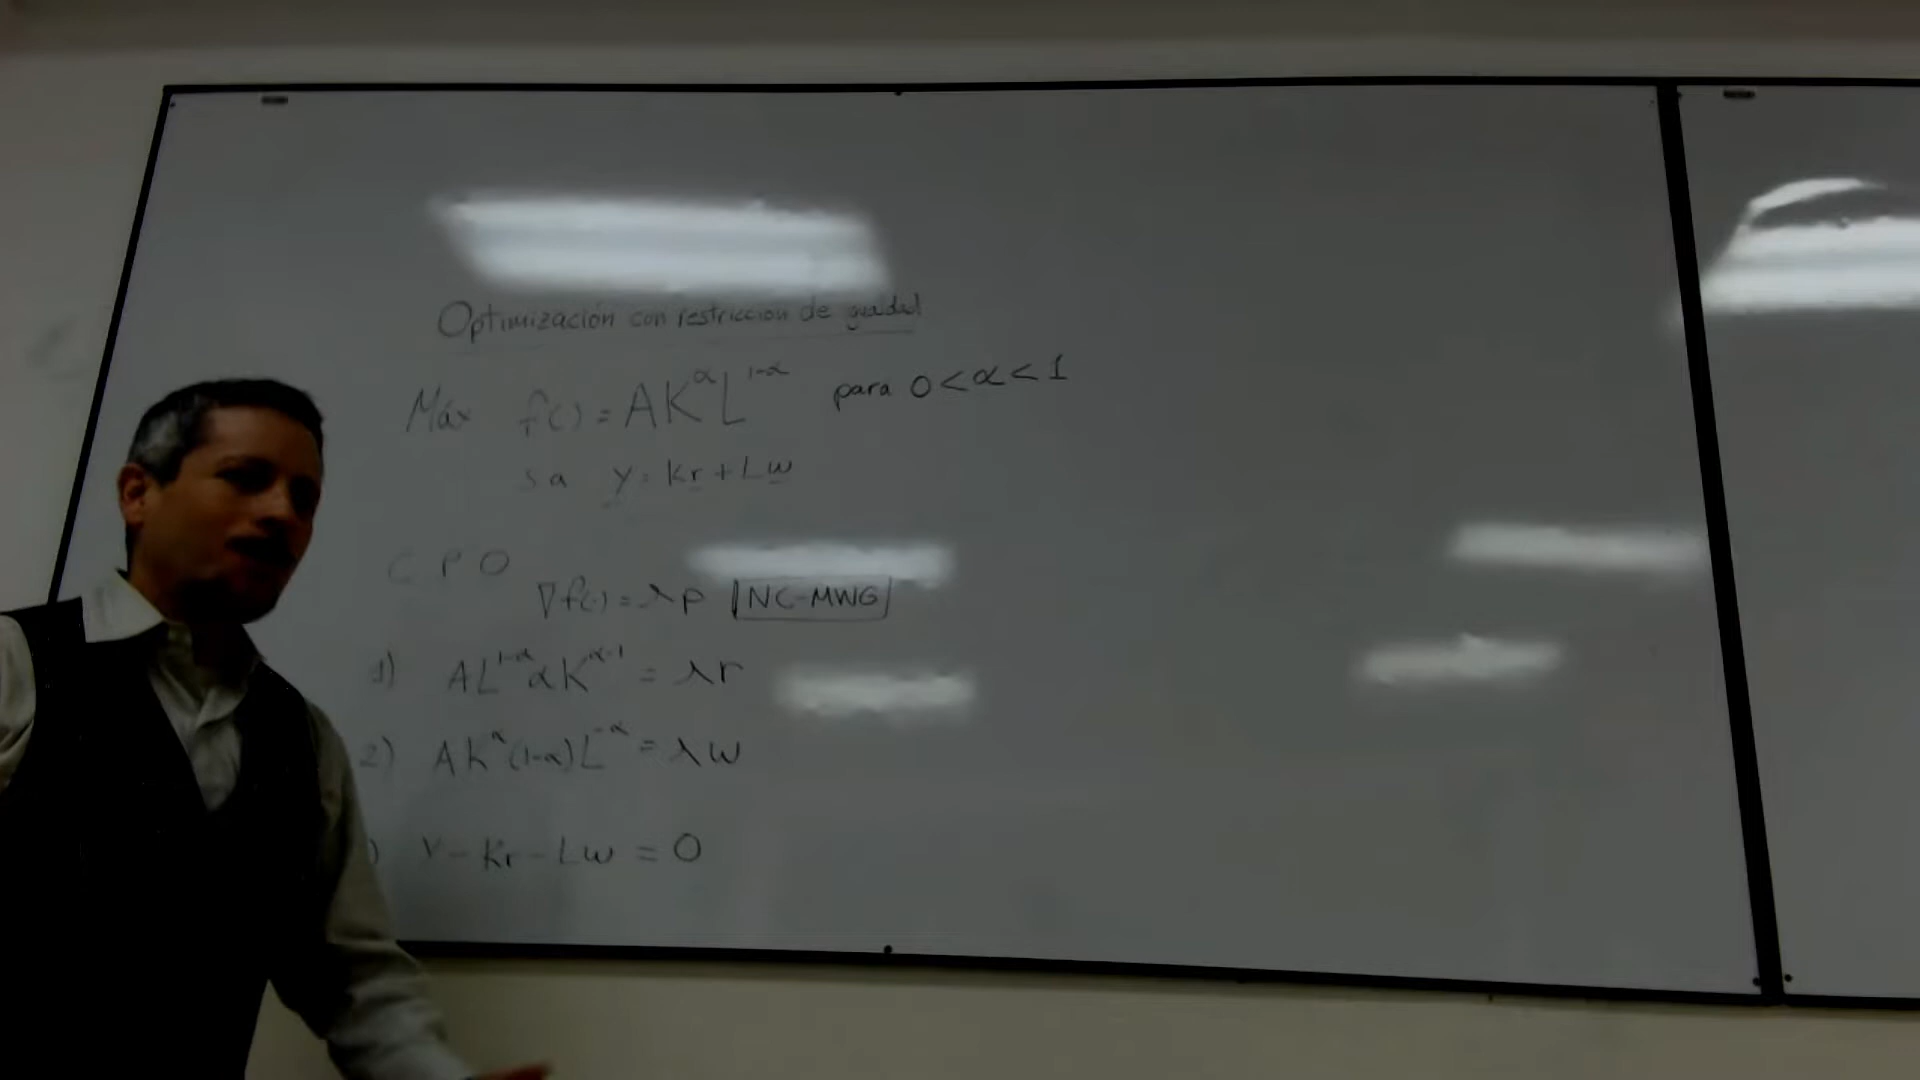 Optimización con restricción de igualdad
Máx f(·) = AK^α L^{1-α} para 0 < α < 1
s a y = Kr + Lw
C P O
∇f(·) = λp NC-MWG
1) AL^{1-α} αK^{α-1} = λr
2) AK^α (1-α) L^{-α} = λw
) Y - Kr - Lw = 0